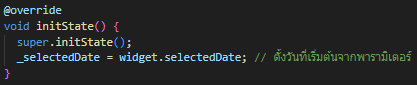 @override
void initState() {
  super.initState();
  _selectedDate = widget.selectedDate; // ตั้งวันที่เริ่มต้นจากพารามิเตอร์
}